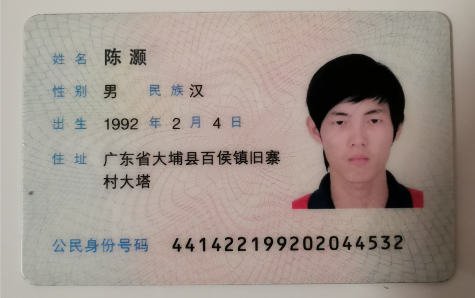 姓名 陈灏
性别 男 民族 汉
出生 1992 年 2 月 4 日
住址 广东省大埔县百侯镇旧寨
村大塔
公民身份号码 441422199202044532